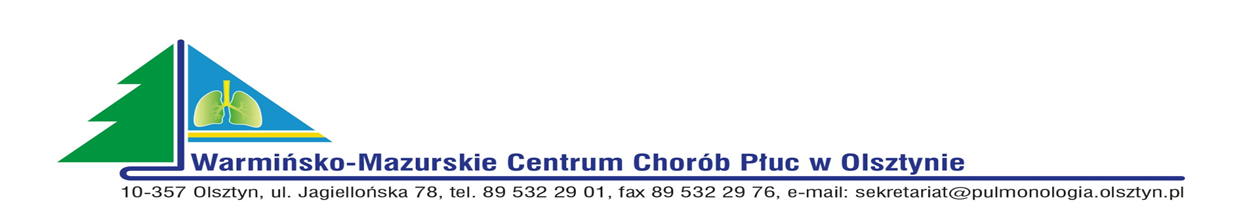 Warmińsko-Mazurskie Centrum Chorób Płuc w Olsztynie
10-357 Olsztyn, ul. Jagiellońska 78, tel. 89 532 29 01, fax 89 532 29 76, e-mail: sekretariat@pulmonologia.olsztyn.pl